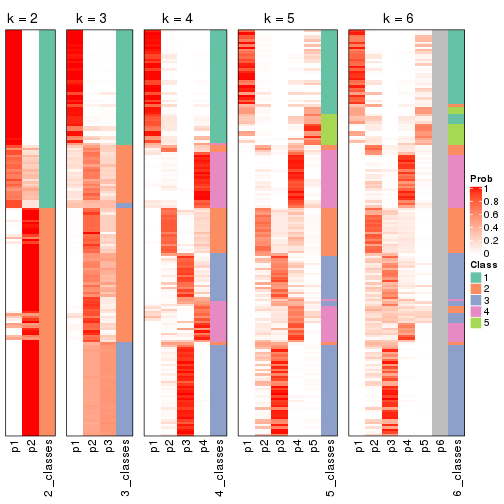 k = 2
k = 3
k = 4
k = 5
k = 6
Prob
1
0.8
0.6
0.4
0.2
0
Class
1
2
3
4
5
p1
p2
2_classes
p1
p2
p3
3_classes
p1
p2
p3
p4
4_classes
p1
p2
p3
p4
p5
5_classes
p1
p2
p3
p4
p5
p6
6_classes